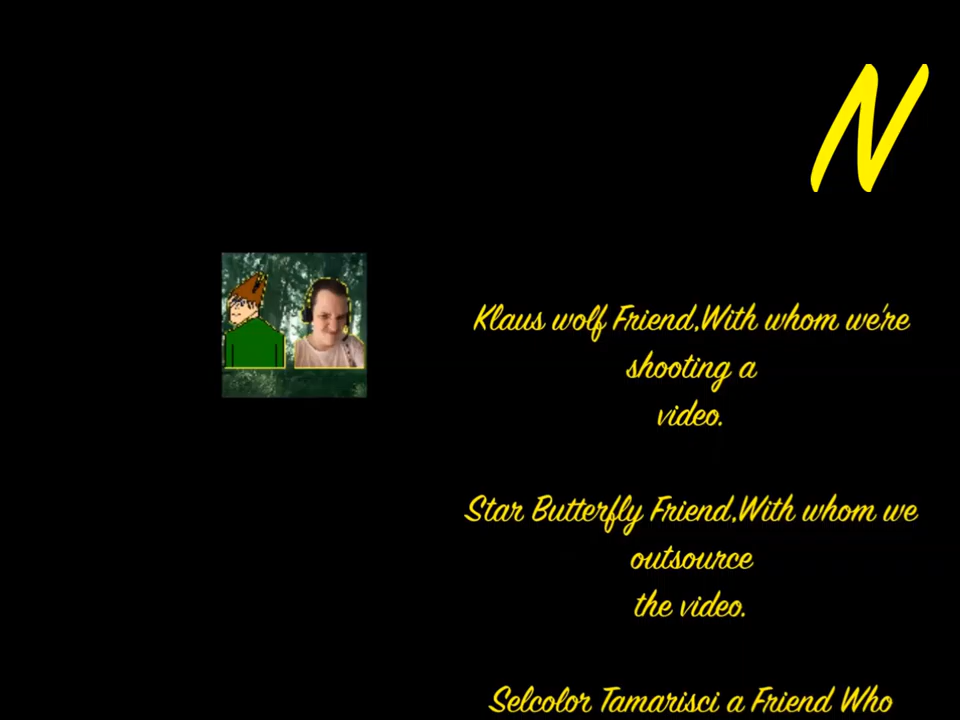 N
Klaus wolf Friend,With whom we're
shooting a
video.
Star Butterfly Friend,With whom we
outsource
the video.
Selcolor Tamarisci a Friend Who